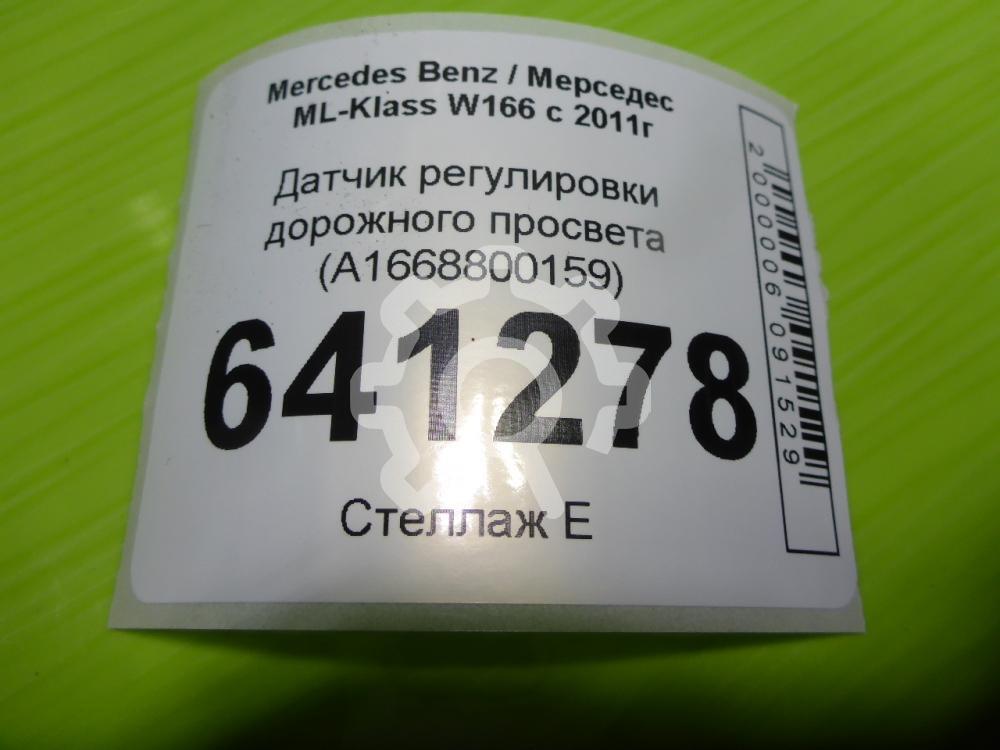 Mercedes Benz / Мерседес
ML-Klass W166 с 2011г
Датчик регулировки
дорожного просвета
(A1668800159)
641278
Стеллаж Е
2000006091529